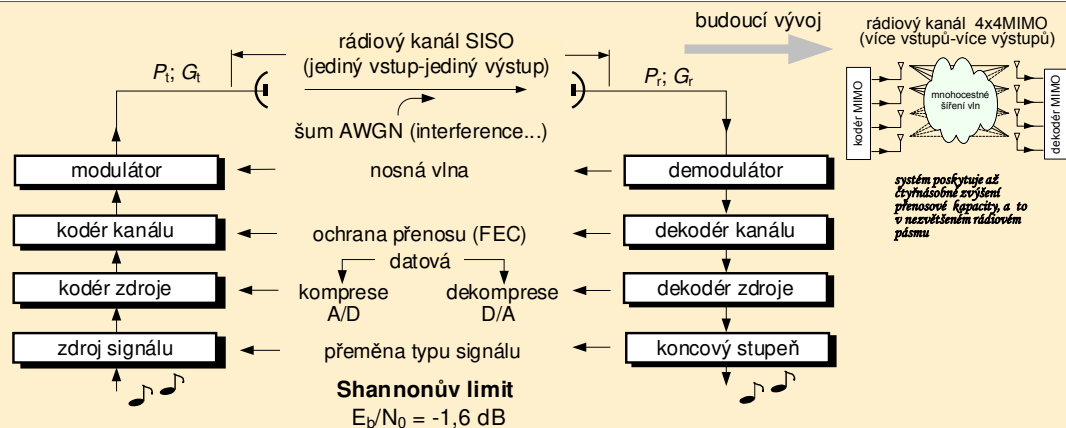 budoucí vývoj
rádiový kanál 4x4MIMO
(více vstupů-více výstupů)
rádiový kanál SISO
(jediný vstup-jediný výstup)
Pt; Gt
Pr; Gr
šum AWGN (interference...)
kodér MIMO
mnohocestné
šíření vln
dekodér MIMO
modulátor
nosná vlna
demodulátor
systém poskytuje až
čtyřnásobné zvýšení
přenosové kapacity, a to
v nezvětšeném rádiovém
pásmu
kodér kanálu
ochrana přenosu (FEC)
dekodér kanálu
datová
kodér zdroje
komprese
A/D
dekomprese
D/A
dekodér zdroje
zdroj signálu
přeměna typu signálu
koncový stupeň
Shannonův limit
Eb/N0 = -1,6 dB